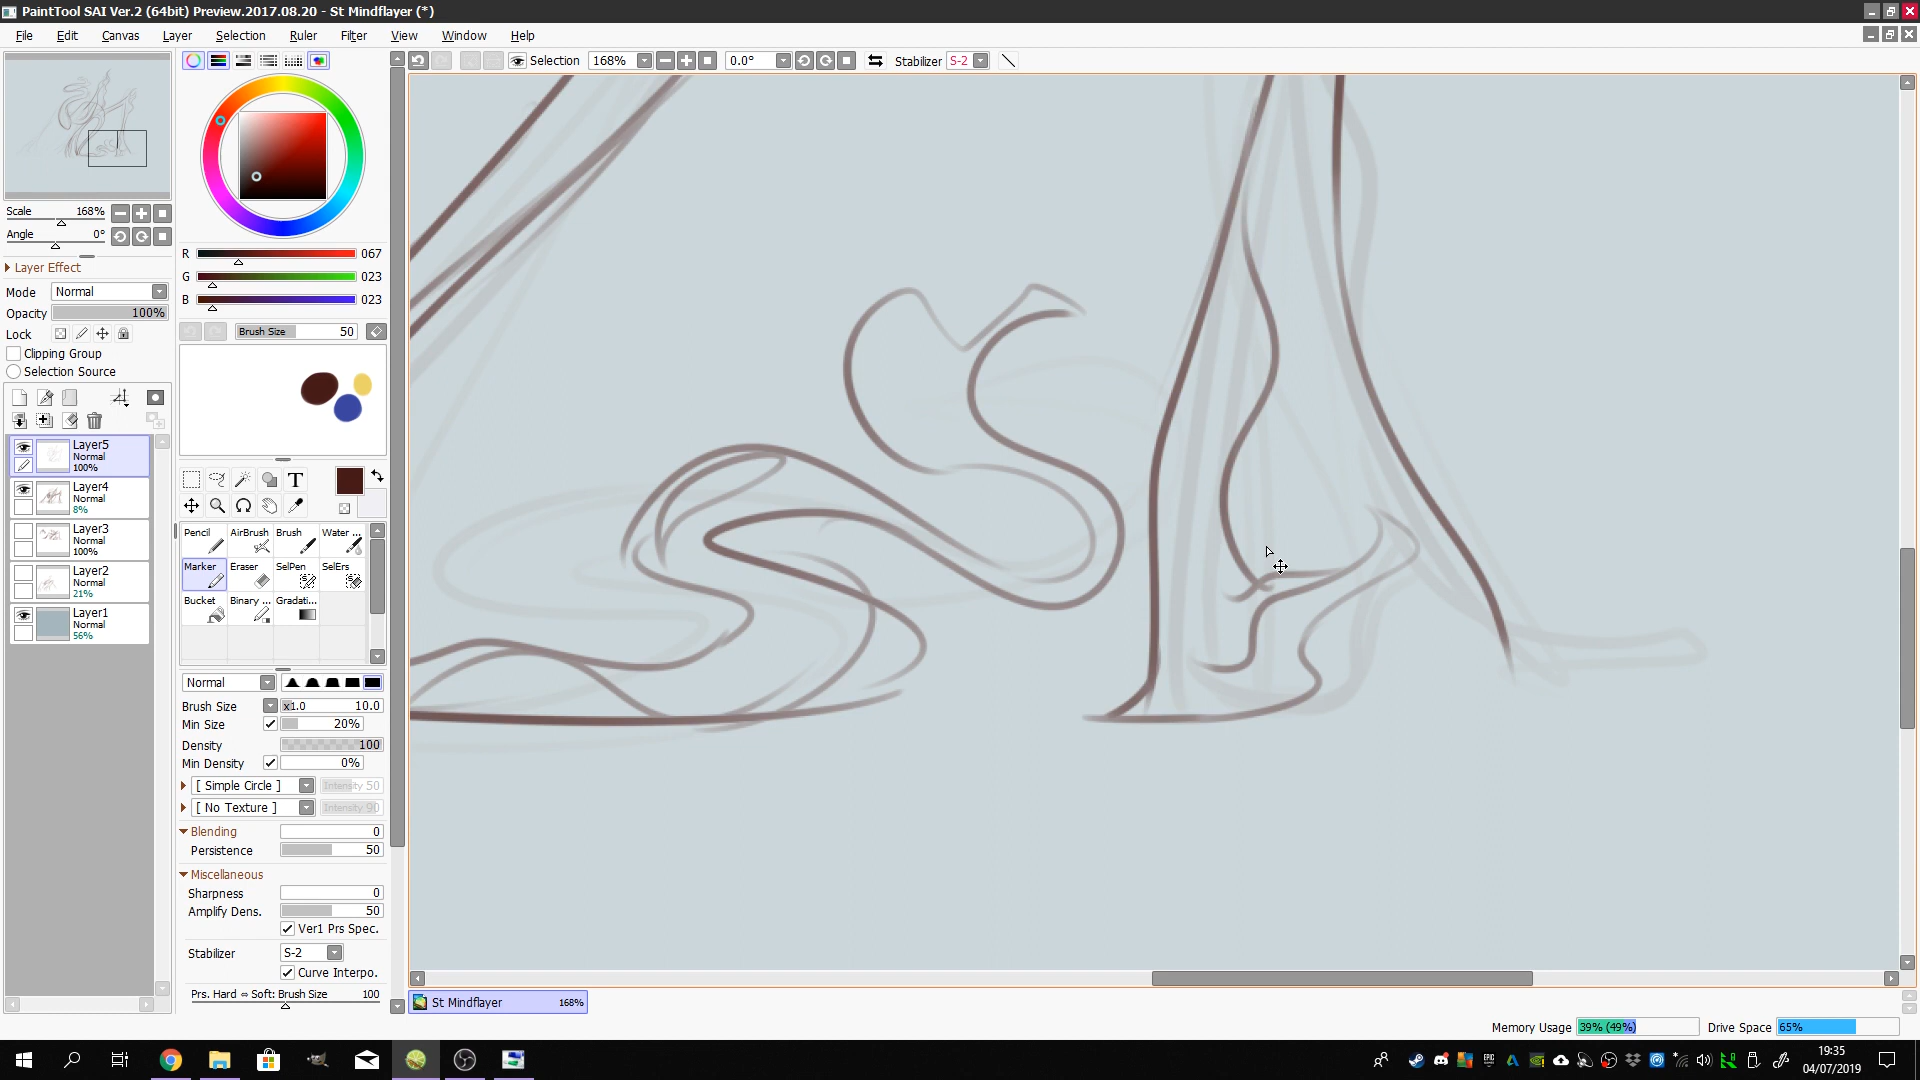 PaintTool SAI Ver.2 (64bit) Preview.2017.08.20 - St Mindflayer (*)
File Edit Canvas Layer Selection Ruler Filter View Window Help
Selection 168% 0.0° Stabilizer S-2
Scale 168%
Angle 0°
Layer Effect
Mode Normal
Opacity 100%
Lock
Clipping Group
Selection Source
Layer5
Normal
100%
Layer4
Normal
8%
Layer3
Normal
100%
Layer2
Normal
21%
Layer1
Normal
56%
R 067
G 023
B 023
Brush Size 50
T
Pencil AirBrush Brush Water ...
Marker Eraser SelPen SelErs
Bucket Binary ... Gradati...
Normal
Brush Size x1.0 10.0
Min Size 20%
Density 100
Min Density 0%
[ Simple Circle ] Intensity 50
[ No Texture ] Intensity 90
Blending 0
Persistence 50
Miscellaneous
Sharpness 0
Amplify Dens. 50
Ver1 Prs Spec.
Stabilizer S-2
Curve Interpo.
Prs. Hard ⇔ Soft: Brush Size 100
St Mindflayer 168%
Memory Usage 39% (49%) Drive Space 65%
19:35
04/07/2019